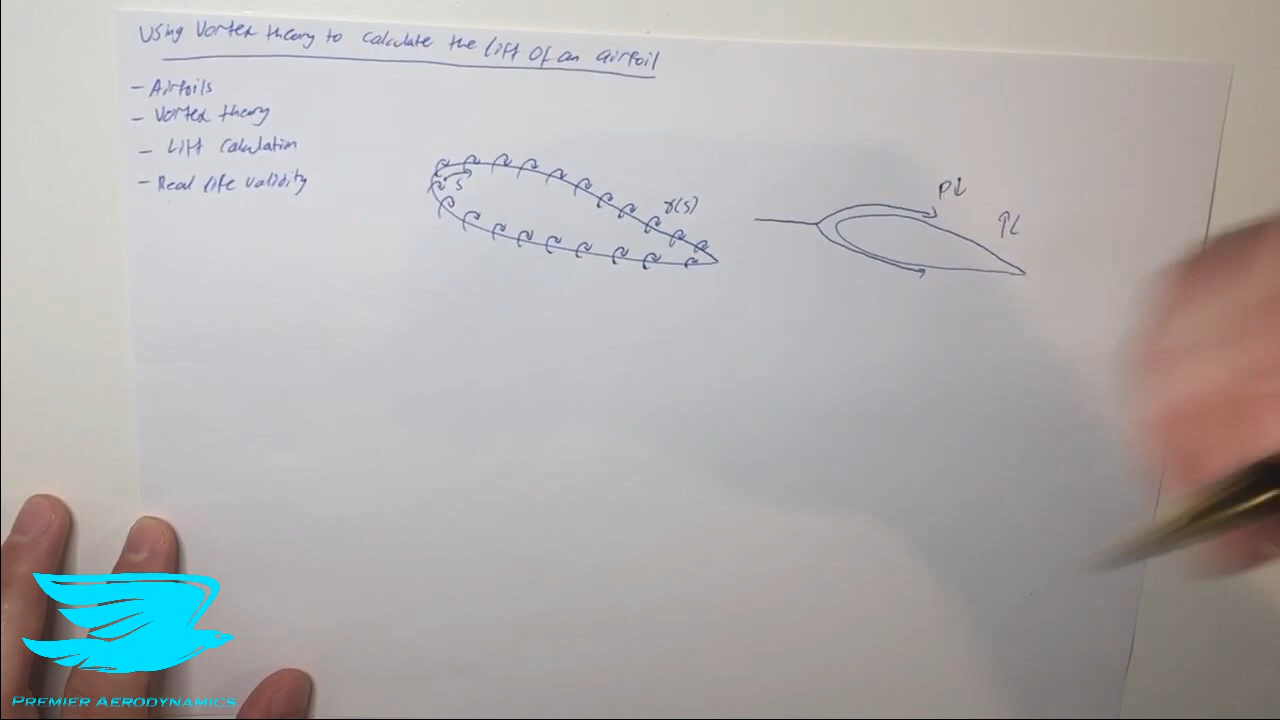 Using Vortex theory to calculate the lift of an airfoil
- Airfoils
- Vortex theory
- Lift calculation
- Real life validity
S
γ(s)
P↓
↑L
PREMIER AERODYNAMICS